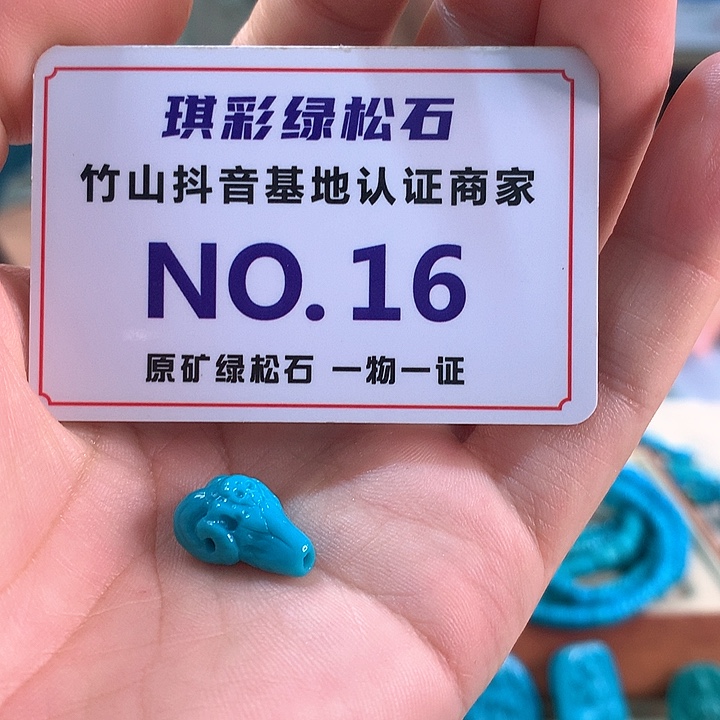 琪彩绿松石
竹山抖音基地认证商家
NO.16
原矿绿松石 一物一证